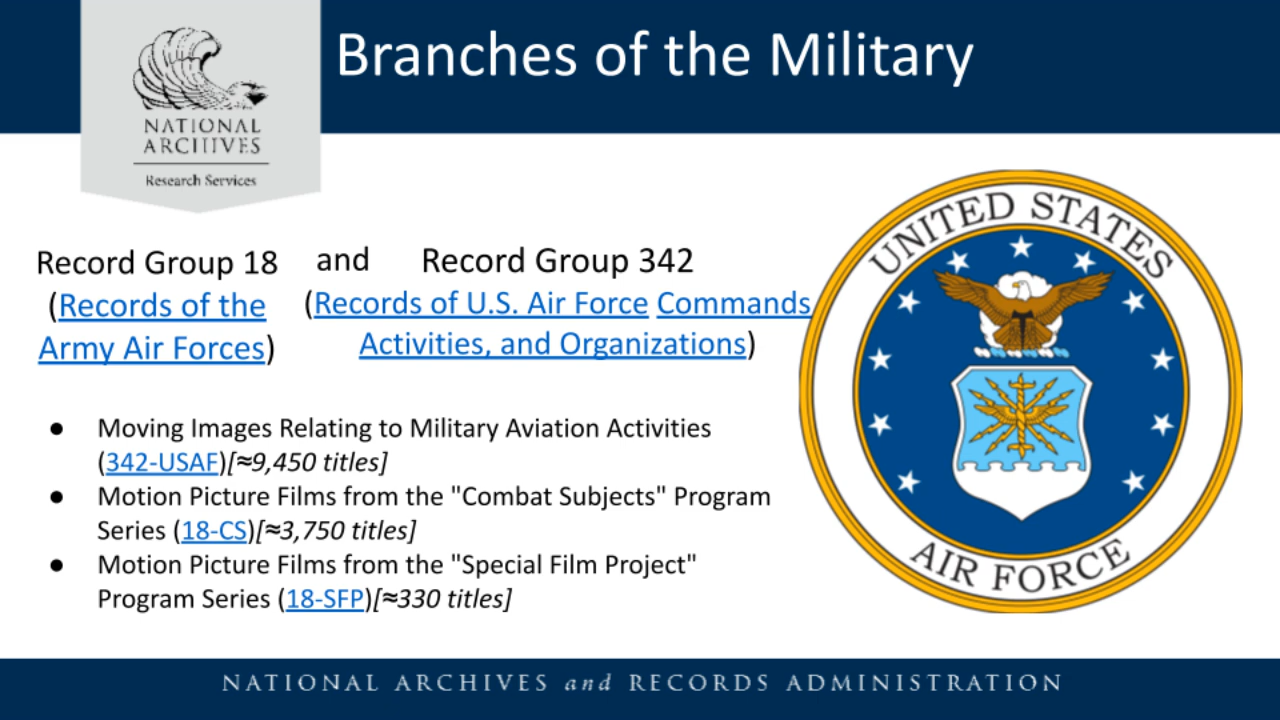 Branches of the Military
NATIONAL
ARCHIVES
Research Services
Record Group 18
(Records of the
Army Air Forces)
and
Record Group 342
(Records of U.S. Air Force Commands
Activities, and Organizations)
UNITED STATES
AIR FORCE
● Moving Images Relating to Military Aviation Activities
(342-USAF)[≈9,450 titles]
● Motion Picture Films from the "Combat Subjects" Program
Series (18-CS)[≈3,750 titles]
● Motion Picture Films from the "Special Film Project"
Program Series (18-SFP)[≈330 titles]
NATIONAL ARCHIVES and RECORDS ADMINISTRATION